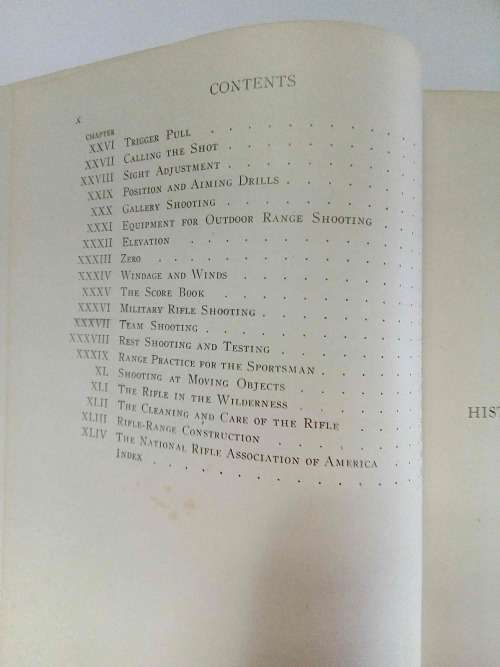 CONTENTS
x
CHAPTER
XXVI TRIGGER PULL . . . . . . . . .
XXVII CALLING THE SHOT . . . . . . . .
XXVIII SIGHT ADJUSTMENT . . . . . . . .
XXIX POSITION AND AIMING DRILLS . . . . . .
XXX GALLERY SHOOTING . . . . . . . .
XXXI EQUIPMENT FOR OUTDOOR RANGE SHOOTING . . .
XXXII ELEVATION . . . . . . . . . .
XXXIII ZERO . . . . . . . . . . .
XXXIV WINDAGE AND WINDS . . . . . . . .
XXXV THE SCORE BOOK . . . . . . . .
XXXVI MILITARY RIFLE SHOOTING . . . . . . .
XXXVII TEAM SHOOTING . . . . . . . . .
XXXVIII REST SHOOTING AND TESTING . . . . . .
XXXIX RANGE PRACTICE FOR THE SPORTSMAN . . . .
XL SHOOTING AT MOVING OBJECTS . . . . .
XLI THE RIFLE IN THE WILDERNESS . . . . .
XLII THE CLEANING AND CARE OF THE RIFLE . . .
XLIII RIFLE-RANGE CONSTRUCTION . . . . . .
XLIV THE NATIONAL RIFLE ASSOCIATION OF AMERICA . .
INDEX . . . . . . . . . . .
HIST